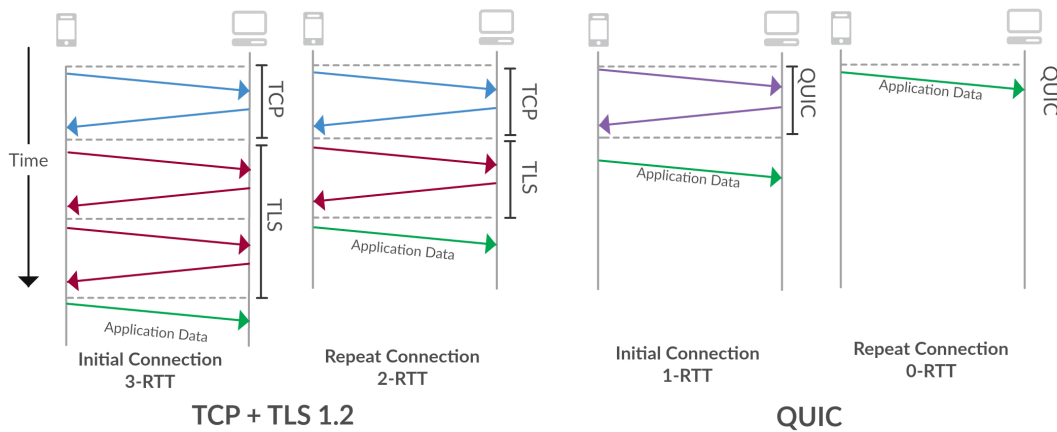 Time
TCP
TLS
Application Data
Initial Connection
3-RTT
TCP
TLS
Application Data
Repeat Connection
2-RTT
TCP + TLS 1.2
QUIC
Application Data
Initial Connection
1-RTT
QUIC
Application Data
Repeat Connection
0-RTT
QUIC